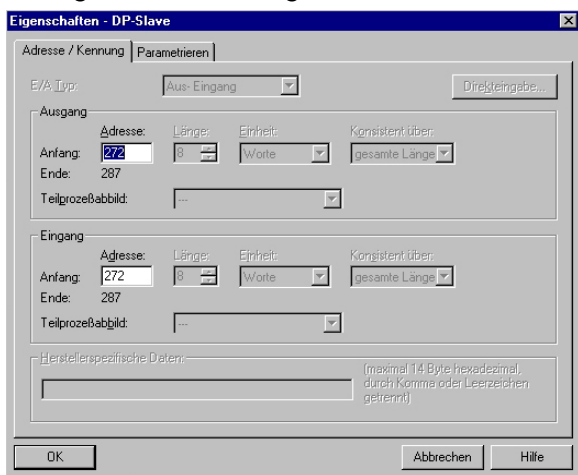 Eigenschaften - DP-Slave
Adresse / Kennung Parametrieren
E/A Typ: Aus- Eingang Direkteingabe...
Ausgang
Adresse: Länge: Einheit: Konsistent über:
Anfang: 272 8 Worte gesamte Länge
Ende: 287
Teilprozeßabbild: ---
Eingang
Adresse: Länge: Einheit: Konsistent über:
Anfang: 272 8 Worte gesamte Länge
Ende: 287
Teilprozeßabbild: ---
Herstellerspezifische Daten:
(maximal 14 Byte hexadezimal,
durch Komma oder Leerzeichen
getrennt)
OK Abbrechen Hilfe